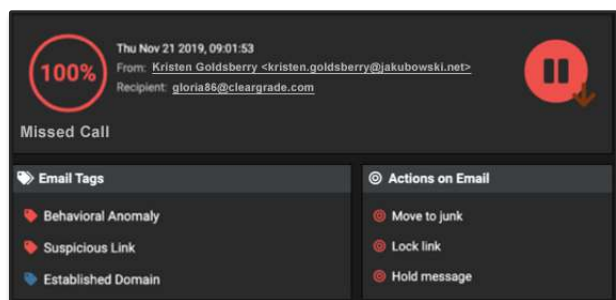 Thu Nov 21 2019, 09:01:53
100%
From: Kristen Goldsberry <kristen.goldsberry@jakubowski.net>
Recipient: gloria86@cleargrade.com
Missed Call
Email Tags
Behavioral Anomaly
Suspicious Link
Established Domain
Actions on Email
Move to junk
Lock link
Hold message